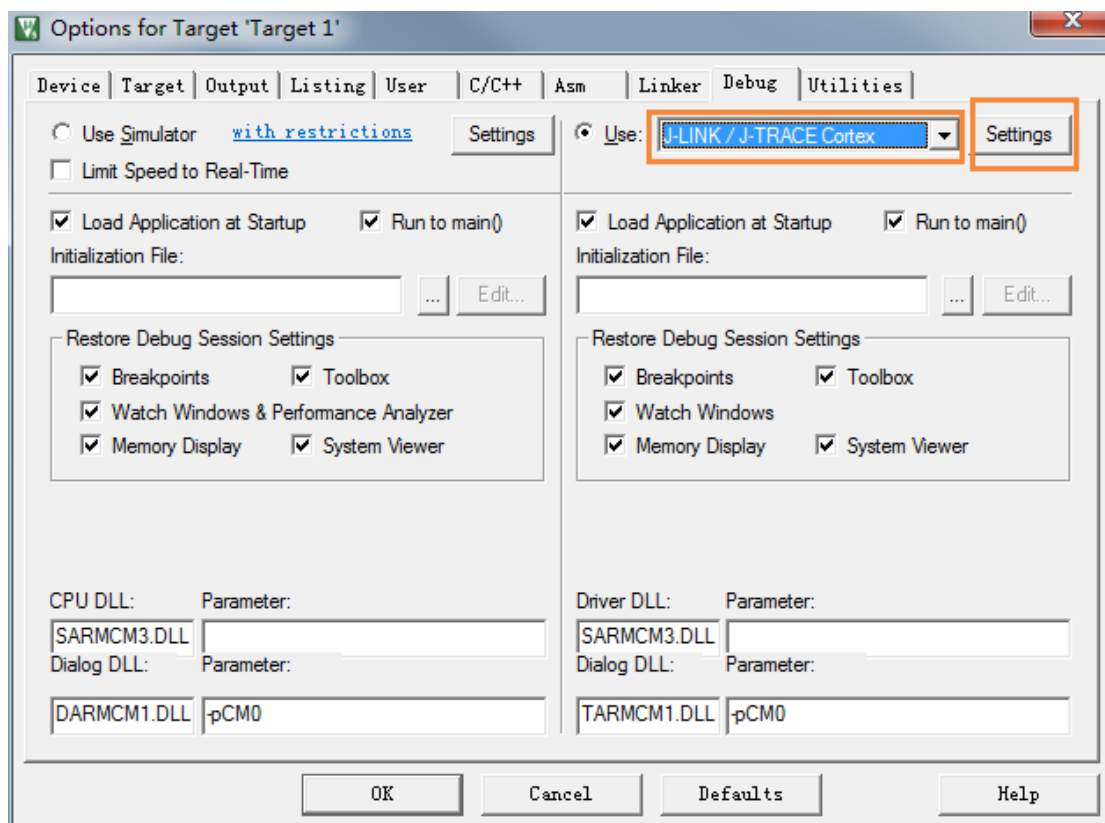 Options for Target 'Target 1'
Device Target Output Listing User C/C++ Asm Linker Debug Utilities
Use Simulator with restrictions Settings Use: J-LINK / J-TRACE Cortex Settings
Limit Speed to Real-Time
Load Application at Startup Run to main() Load Application at Startup Run to main()
Initialization File: Initialization File:
... Edit... ... Edit...
Restore Debug Session Settings Restore Debug Session Settings
Breakpoints Toolbox Breakpoints Toolbox
Watch Windows & Performance Analyzer Watch Windows
Memory Display System Viewer Memory Display System Viewer
CPU DLL: Parameter: Driver DLL: Parameter:
SARMCM3.DLL SARMCM3.DLL
Dialog DLL: Parameter: Dialog DLL: Parameter:
DARMCM1.DLL -pCM0 TARMCM1.DLL -pCM0
OK Cancel Defaults Help